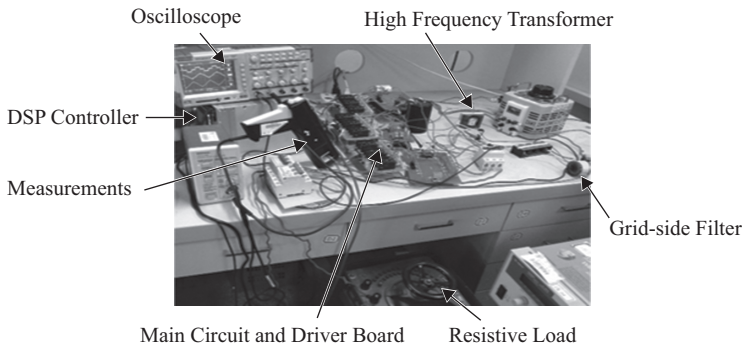 Oscilloscope
High Frequency Transformer
DSP Controller
Measurements
Grid-side Filter
Main Circuit and Driver Board
Resistive Load